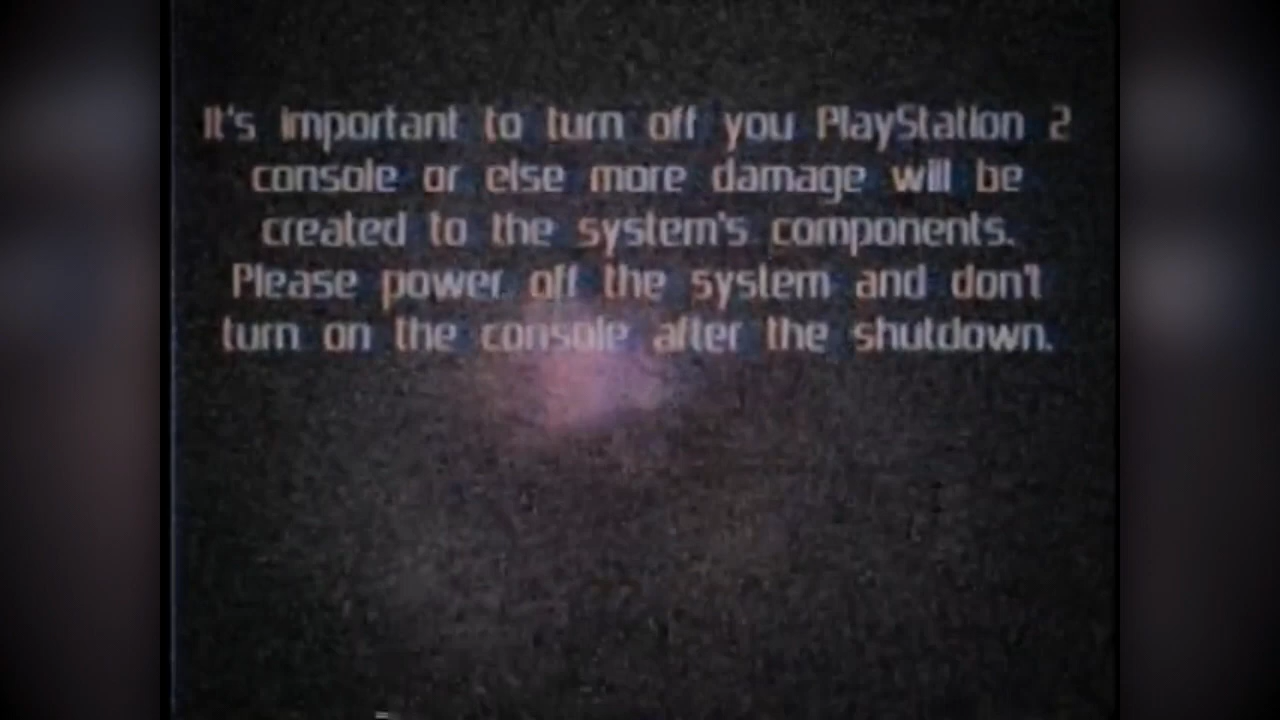 It's important to turn off you PlayStation 2
console or else more damage will be
created to the system's components.
Please power off the system and don't
turn on the console after the shutdown.